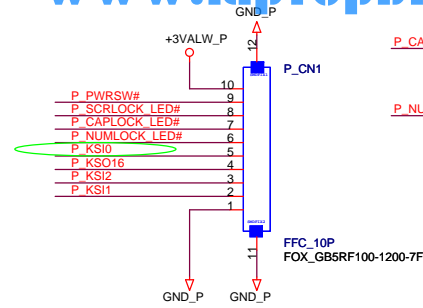 GND_P
+3VALW_P
12
P_CA
P_CN1
10
P_PWRSW#
9
P_SCRLOCK_LED#
8
P_CAPLOCK_LED#
7
P_NUMLOCK_LED#
6
P_NU
P_KSI0
5
P_KSO16
4
P_KSI2
3
P_KSI1
2
1
11
FFC_10P
FOX_GB5RF100-1200-7F
GND_P
GND_P